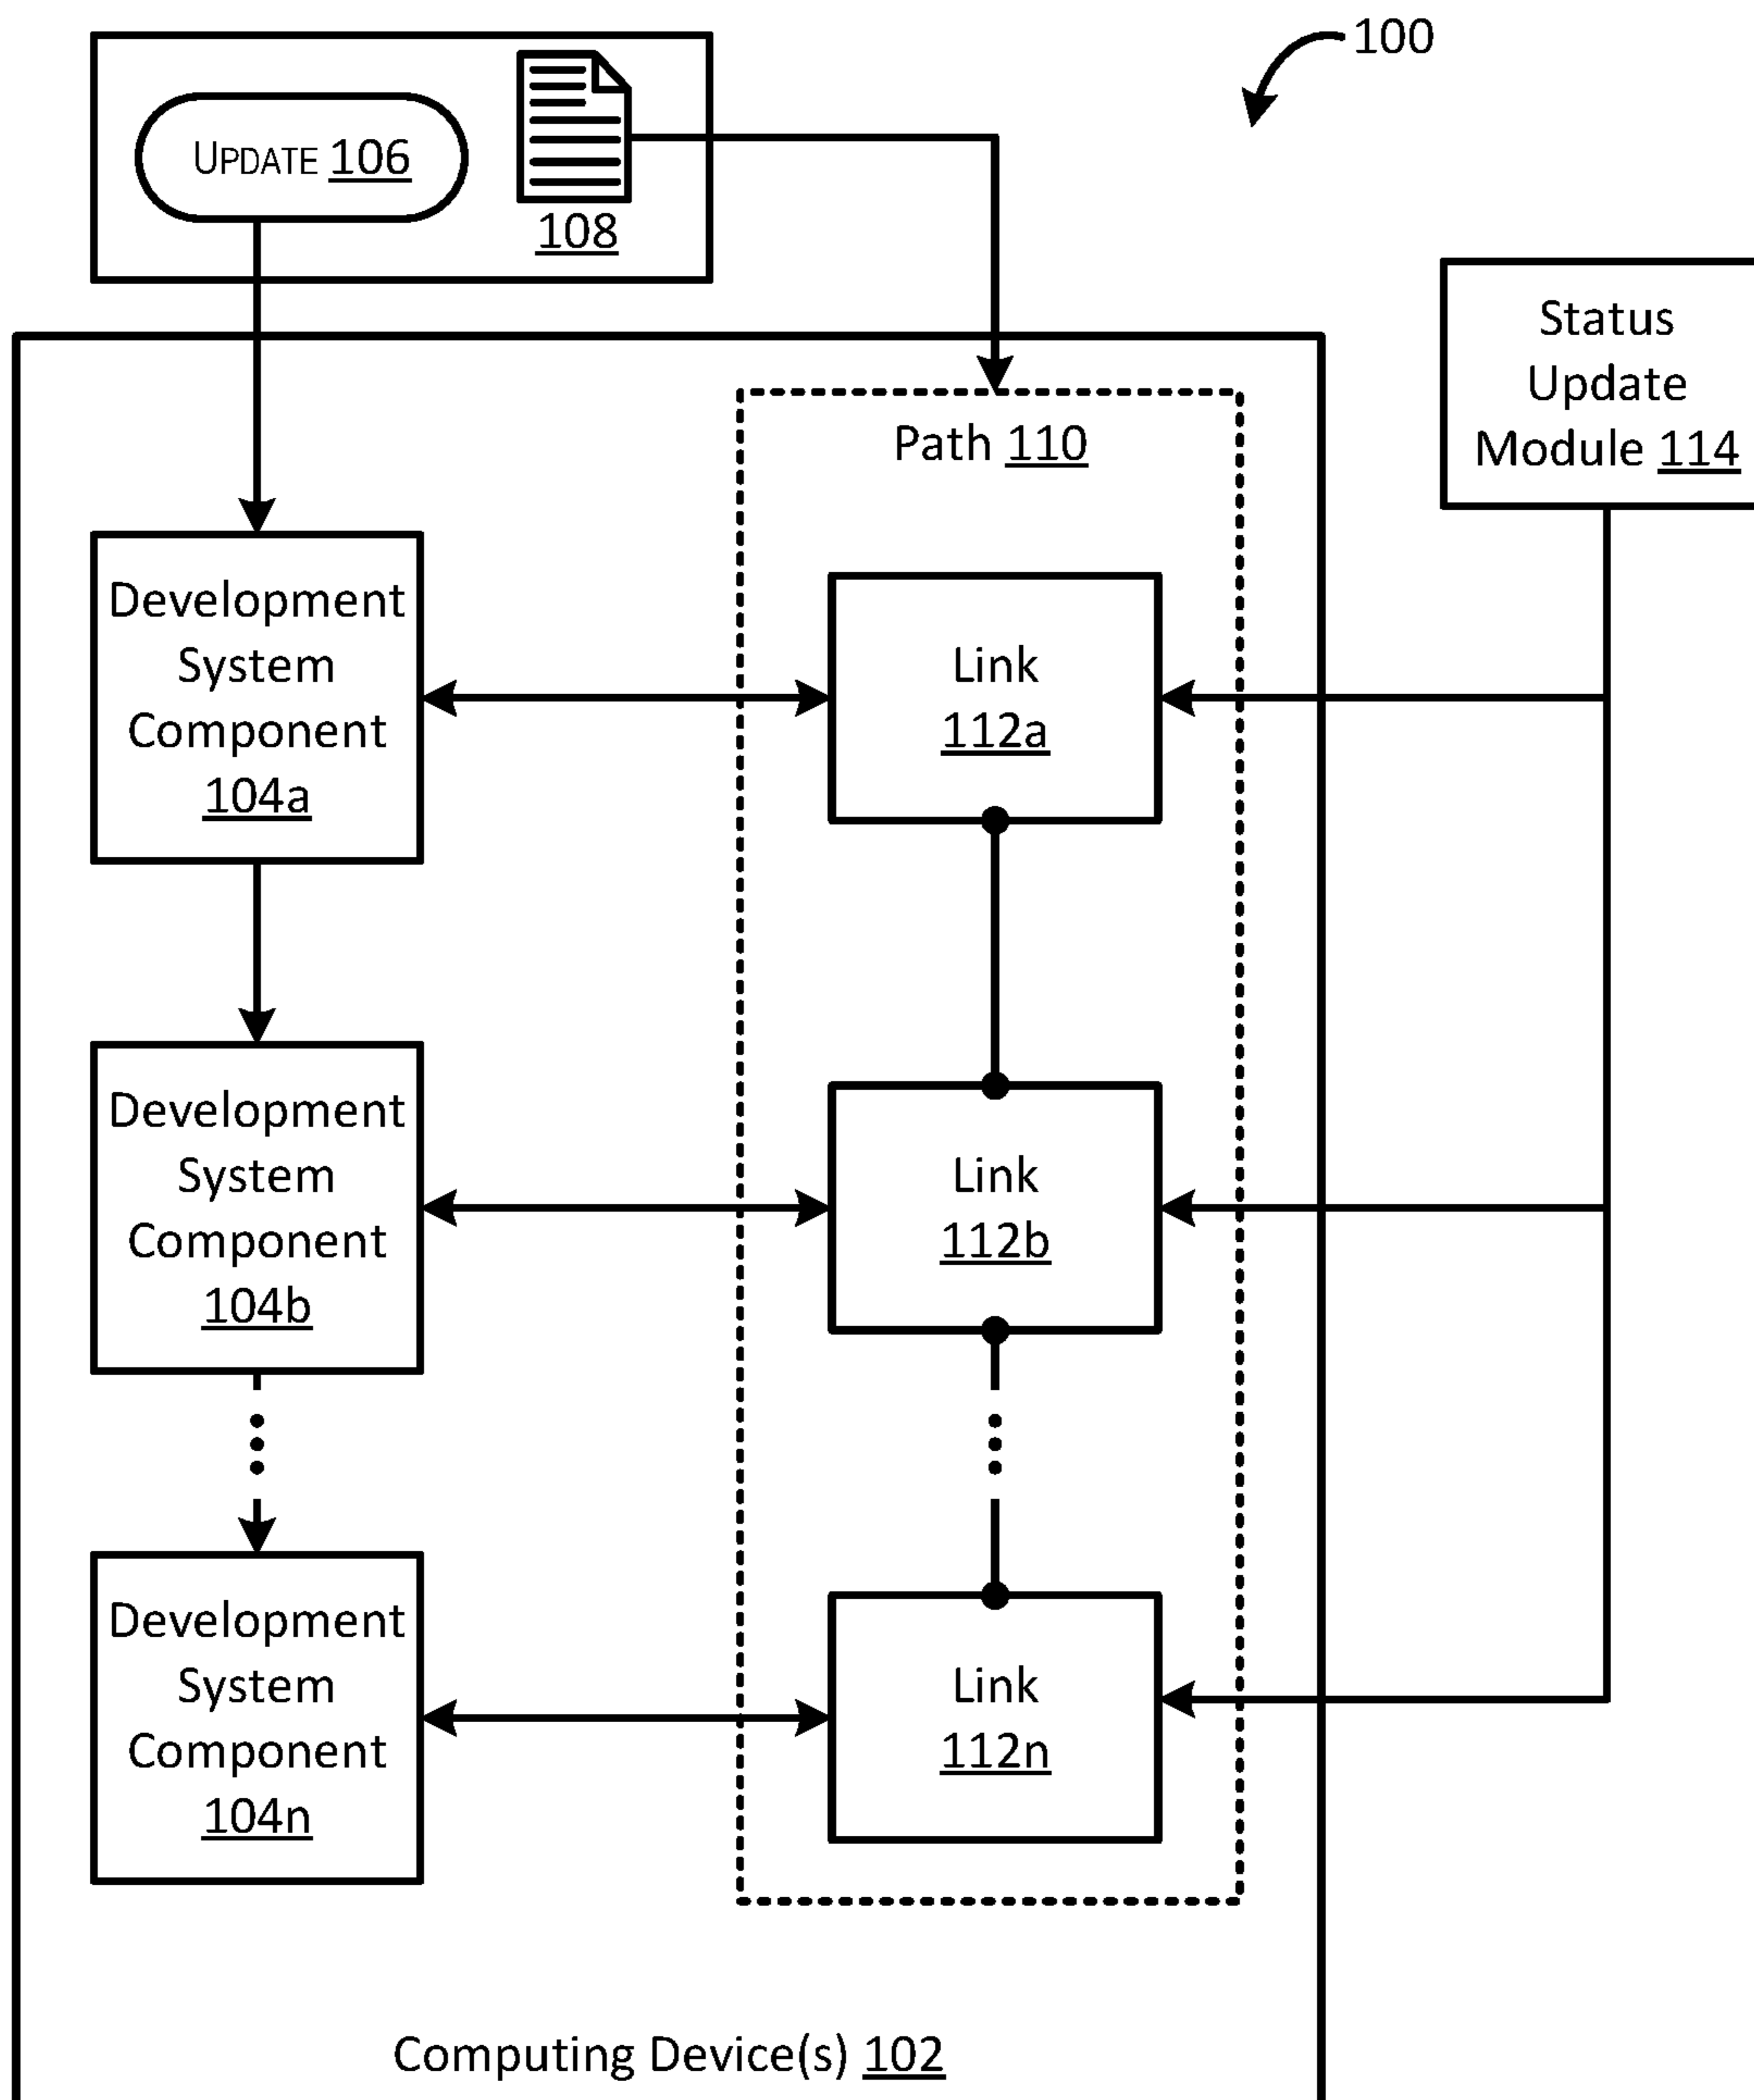 100
UPDATE 106
108
Status
Update
Module 114
Path 110
Development
System
Component
104a
Link
112a
Development
System
Component
104b
Link
112b
Development
System
Component
104n
Link
112n
Computing Device(s) 102